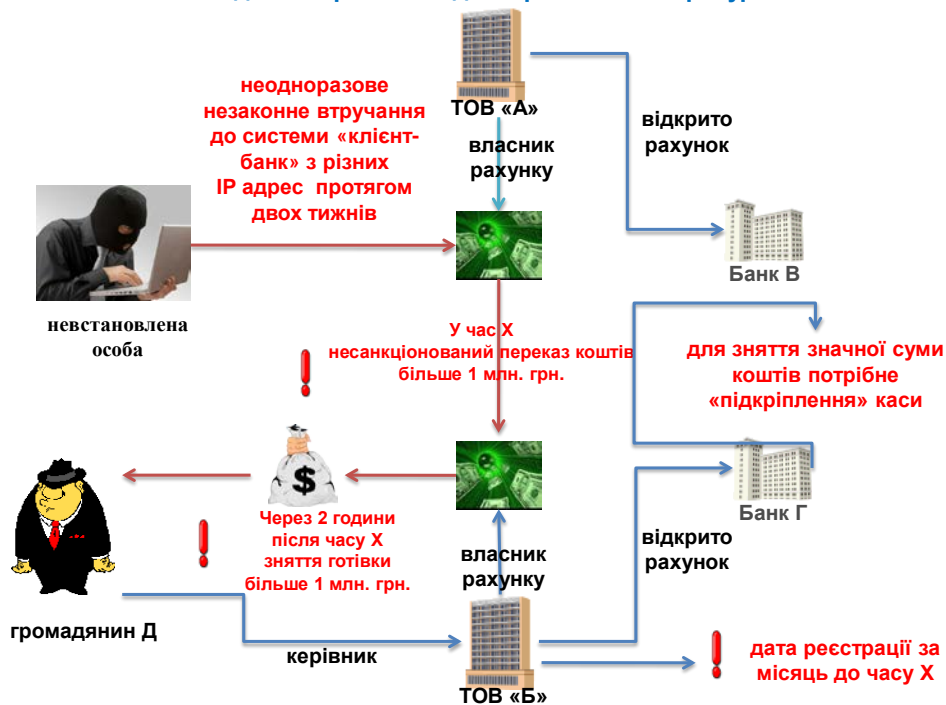 неодноразове
незаконне втручання
до системи «клієнт-
банк» з різних
IP адрес протягом
двох тижнів
ТОВ «А»
власник
рахунку
відкрито
рахунок
Банк В
невстановлена
особа
У час Х
несанкціонований переказ коштів
більше 1 млн. грн.
для зняття значної суми
коштів потрібне
«підкріплення» каси
$
Через 2 години
після часу Х
зняття готівки
більше 1 млн. грн.
власник
рахунку
відкрито
рахунок
Банк Г
громадянин Д
керівник
ТОВ «Б»
дата реєстрації за
місяць до часу Х